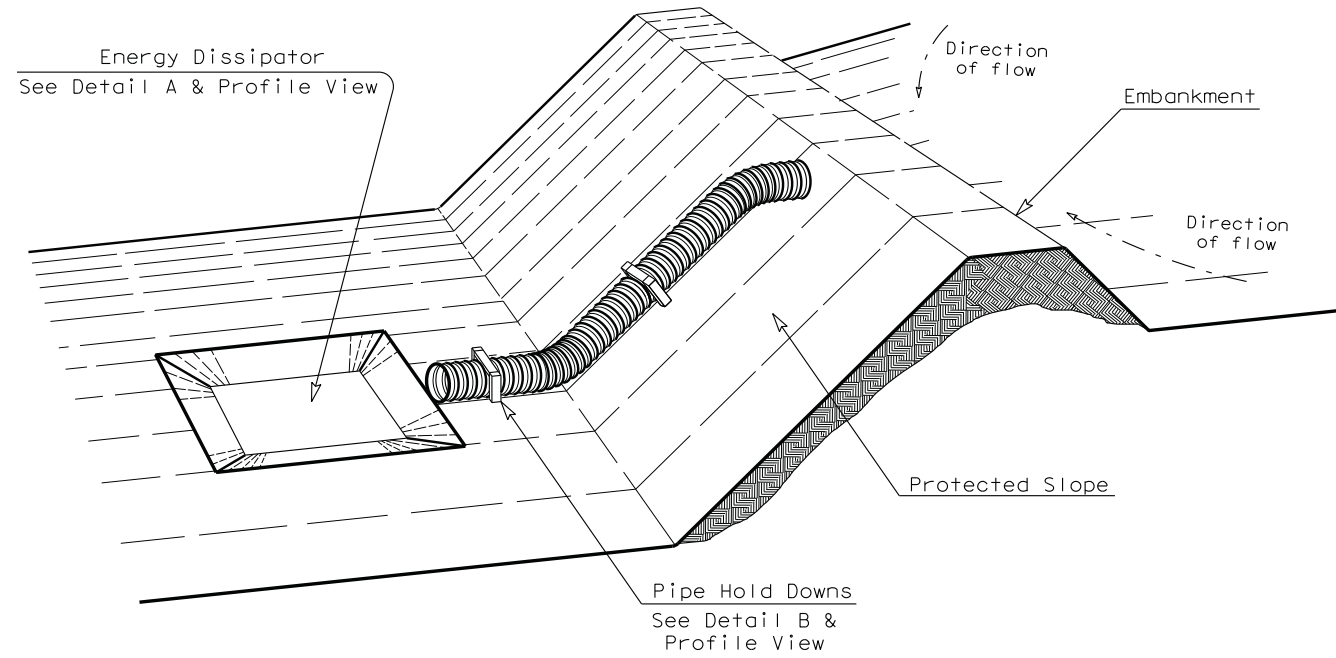 Energy Dissipator
See Detail A & Profile View
Direction
of flow
Embankment
Direction
of flow
Protected Slope
Pipe Hold Downs
See Detail B &
Profile View